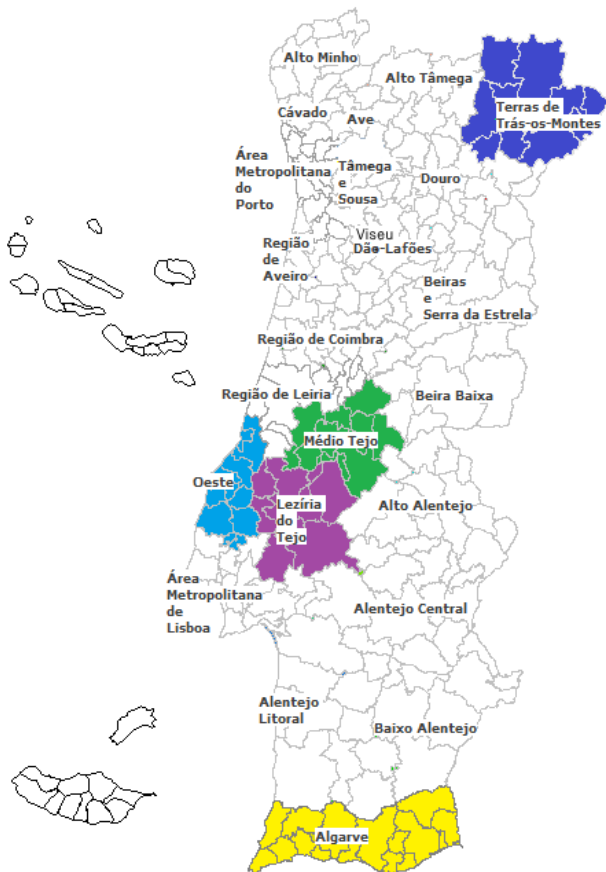 Alto Minho
Alto Tâmega
Terras de
Trás-os-Montes
Cávado
Ave
Área
Metropolitana
do
Porto
Tâmega
e
Sousa
Douro
Viseu
Dão-Lafões
Região
de
Aveiro
Beiras
e
Serra da Estrela
Região de Coimbra
Região de Leiria
Beira Baixa
Médio Tejo
Oeste
Lezíria
do
Tejo
Alto Alentejo
Área
Metropolitana
de
Lisboa
Alentejo Central
Alentejo
Litoral
Baixo Alentejo
Algarve